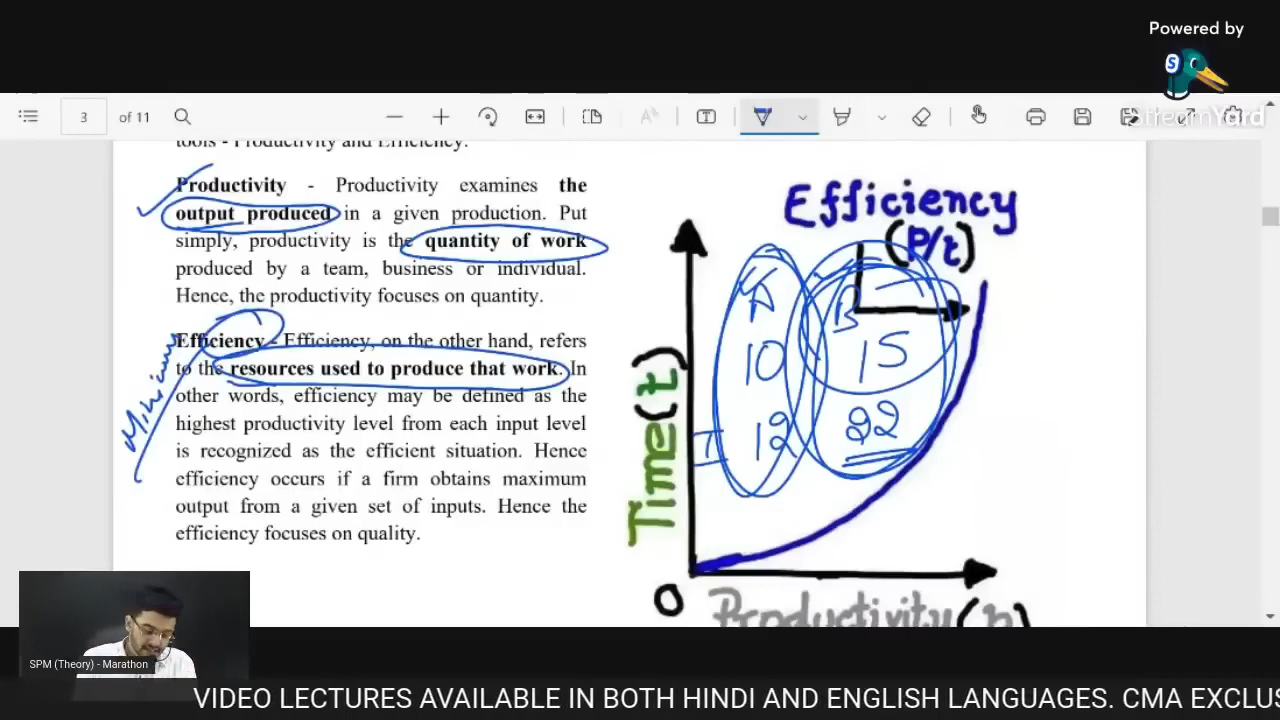 Powered by
S
StreamYard
3
of 11
tools - Productivity and Efficiency.
Productivity - Productivity examines the
output produced in a given production. Put
simply, productivity is the quantity of work
produced by a team, business or individual.
Hence, the productivity focuses on quantity.
Efficiency - Efficiency, on the other hand, refers
to the resources used to produce that work. In
other words, efficiency may be defined as the
highest productivity level from each input level
is recognized as the efficient situation. Hence
efficiency occurs if a firm obtains maximum
output from a given set of inputs. Hence the
efficiency focuses on quality.
Efficiency
(P/t)
A B
10 15
I 12 22
Time(t)
0
Productivity(p)
SPM (Theory) - Marathon
VIDEO LECTURES AVAILABLE IN BOTH HINDI AND ENGLISH LANGUAGES. CMA EXCLUS